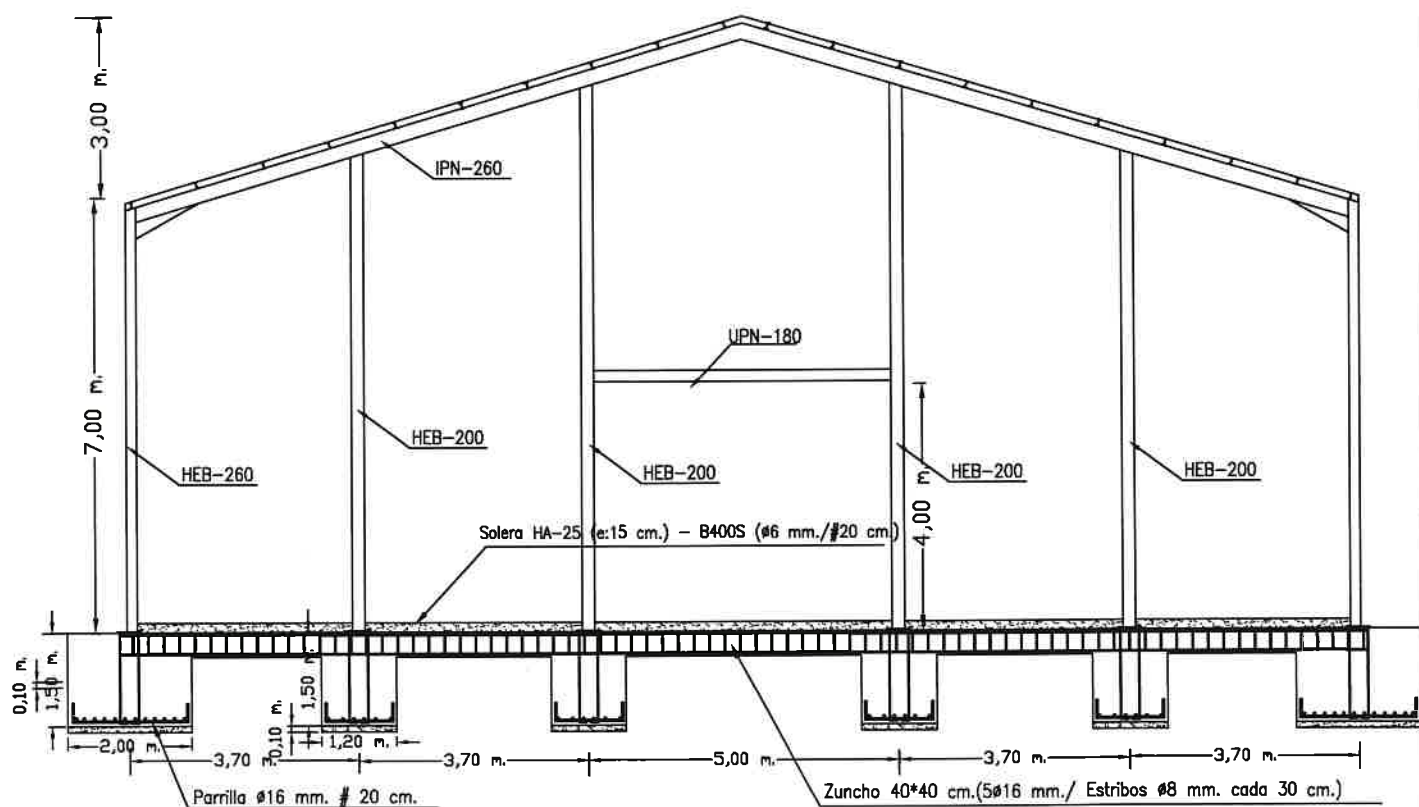 3,00 m.
IPN-260
7,00 m.
UPN-180
HEB-260
HEB-200
HEB-200
HEB-200
HEB-200
4,00 m.
Solera HA-25 (e:15 cm.) - B400S (ø6 mm./#20 cm.)
0,10 m.
1,50 m.
1,50 m.
0,10 m.
2,00 m.
1,20 m.
3,70 m.
3,70 m.
5,00 m.
3,70 m.
3,70 m.
Parrilla ø16 mm. # 20 cm.
Zuncho 40*40 cm.(5ø16 mm./ Estribos ø8 mm. cada 30 cm.)